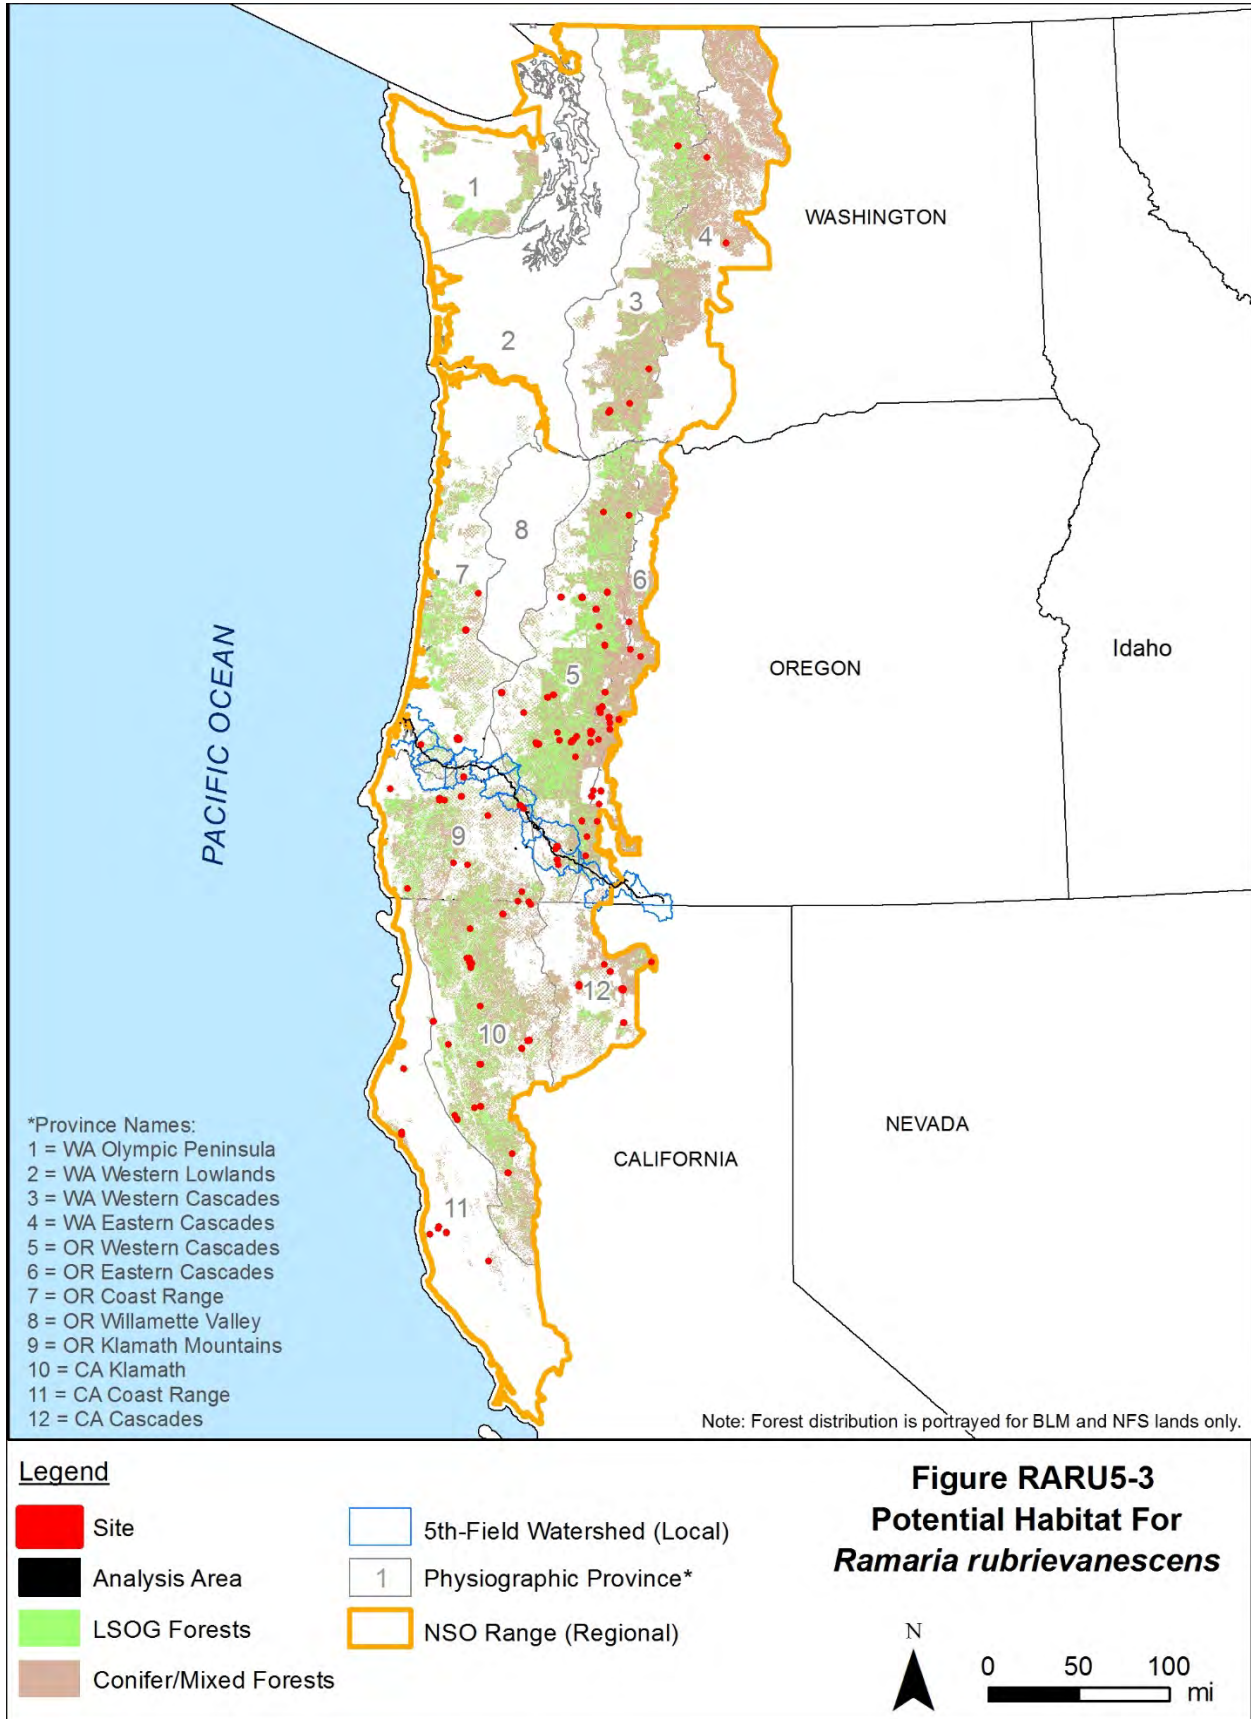 WASHINGTON
1
4
3
2
8
7
6
PACIFIC OCEAN
5
OREGON
Idaho
9
12
10
NEVADA
CALIFORNIA
11
*Province Names:
1 = WA Olympic Peninsula
2 = WA Western Lowlands
3 = WA Western Cascades
4 = WA Eastern Cascades
5 = OR Western Cascades
6 = OR Eastern Cascades
7 = OR Coast Range
8 = OR Willamette Valley
9 = OR Klamath Mountains
10 = CA Klamath
11 = CA Coast Range
12 = CA Cascades
Note: Forest distribution is portrayed for BLM and NFS lands only.
Legend
Site
Analysis Area
LSOG Forests
Conifer/Mixed Forests
5th-Field Watershed (Local)
1 Physiographic Province*
NSO Range (Regional)
Figure RARU5-3
Potential Habitat For
Ramaria rubrievanescens
N
0 50 100
mi